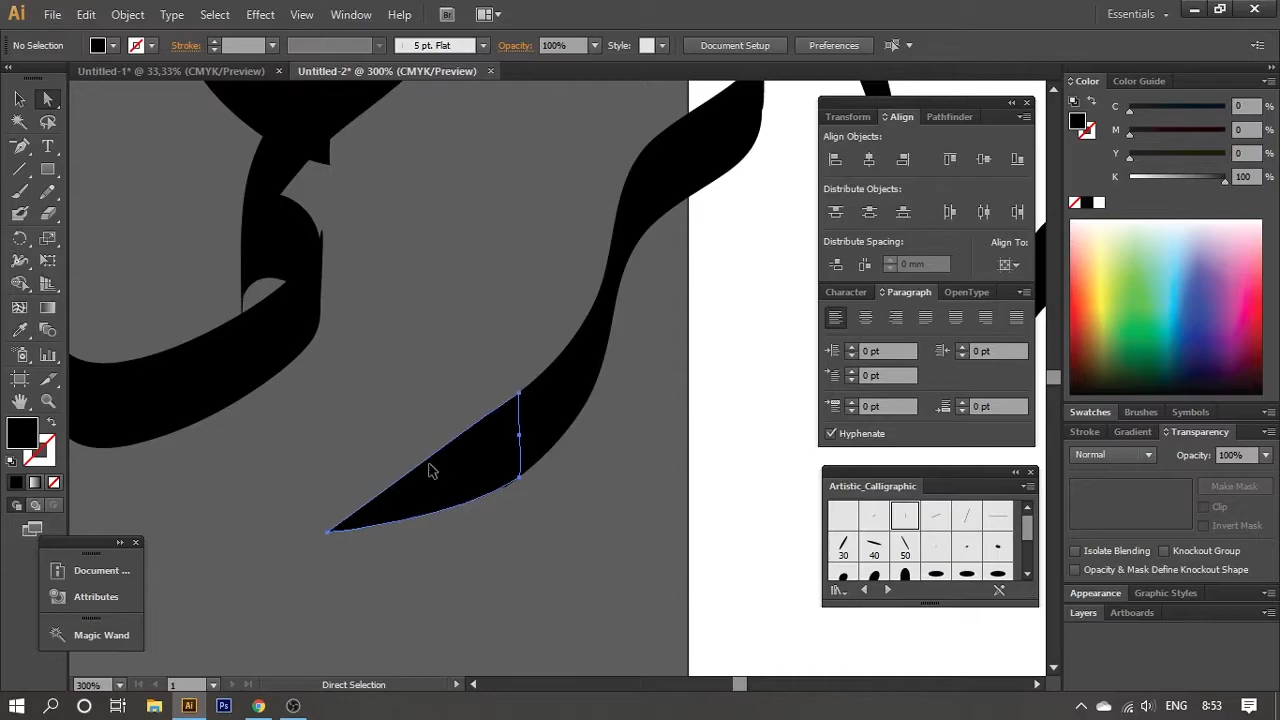 Ai File Edit Object Type Select Effect View Window Help Br Essentials
No Selection Stroke: 5 pt. Flat Opacity: 100% Style: Document Setup Preferences
Untitled-1* @ 33,33% (CMYK/Preview) Untitled-2* @ 300% (CMYK/Preview)
Transform Align Pathfinder
Align Objects:
Distribute Objects:
Distribute Spacing: Align To:
0 mm
Character Paragraph OpenType
0 pt 0 pt
0 pt
0 pt 0 pt
Hyphenate
Artistic_Calligraphic
30 40 50
Color Color Guide
C 0 %
M 0 %
Y 0 %
K 100 %
Swatches Brushes Symbols
Stroke Gradient Transparency
Normal Opacity: 100%
Make Mask
Clip
Invert Mask
Isolate Blending Knockout Group
Opacity & Mask Define Knockout Shape
Appearance Graphic Styles
Layers Artboards
Document ...
Attributes
Magic Wand
300% 1 Direct Selection
Ai Ps ENG 8:53